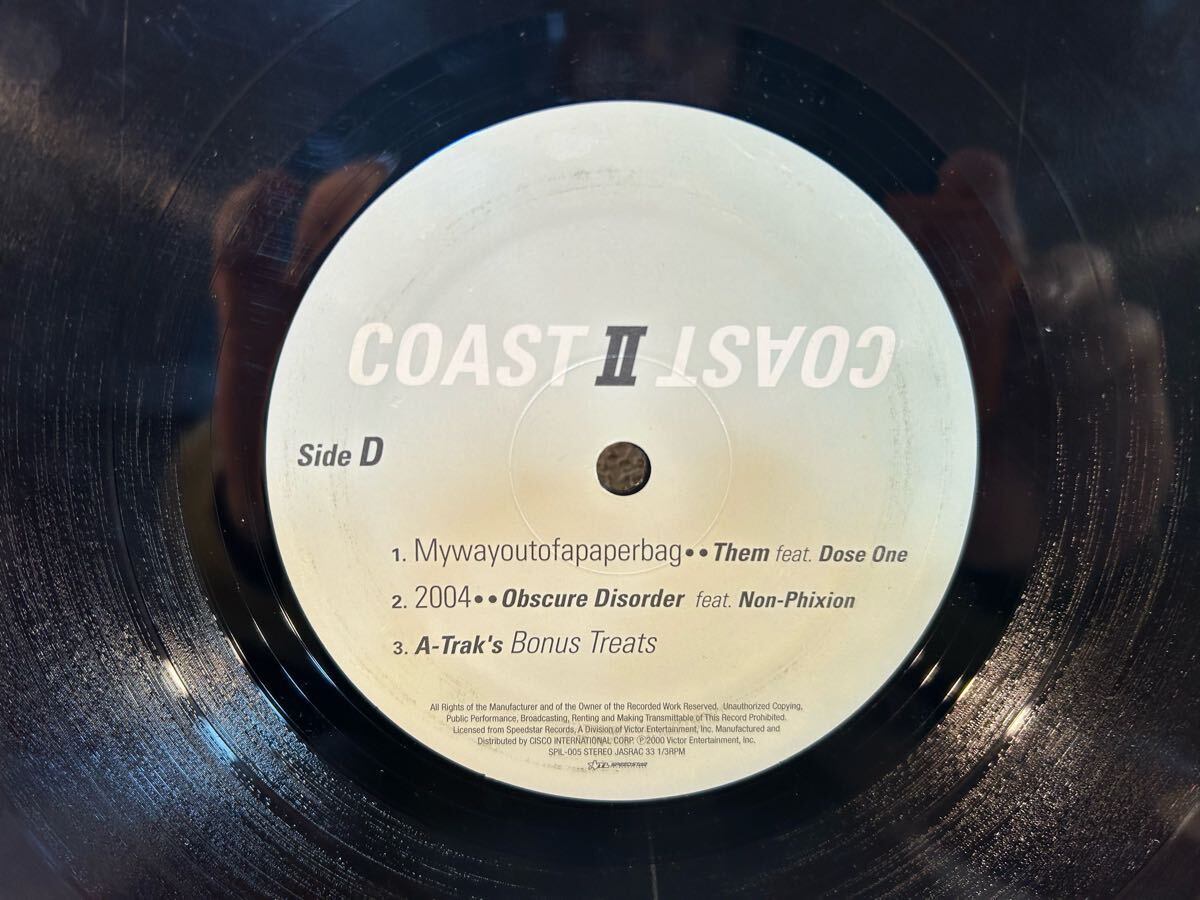 COAST II COAST
Side D
1. Mywayoutofapaperbag•• Them feat. Dose One
2. 2004•• Obscure Disorder feat. Non-Phixion
3. A-Trak's Bonus Treats
All Rights of the Manufacturer and of the Owner of the Recorded Work Reserved. Unauthorized Copying,
Public Performance, Broadcasting, Renting and Making Transmittable of This Record Prohibited.
Licensed from Speedstar Records, A Division of Victor Entertainment, Inc. Manufactured and
Distributed by CISCO INTERNATIONAL CORP. ℗2000 Victor Entertainment, Inc.
SPIL-005 STEREO JASRAC 33 1/3RPM
SPEEDSTAR